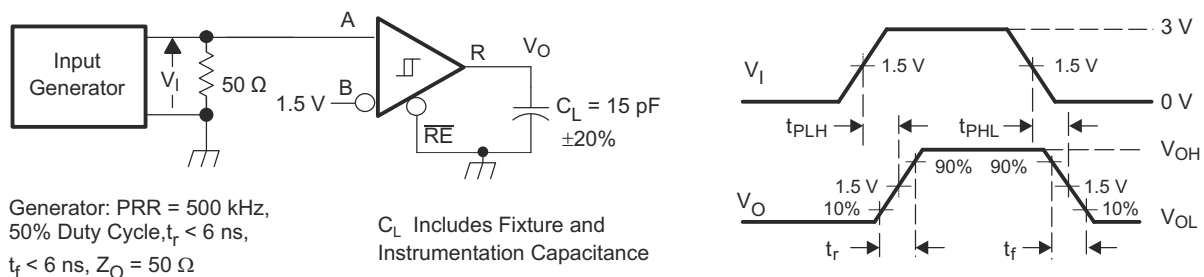 Input
Generator
V_I
50 Ω
A
B
1.5 V
R
V_O
R̅E̅
C_L = 15 pF
±20%
Generator: PRR = 500 kHz,
50% Duty Cycle,t_r < 6 ns,
t_f < 6 ns, Z_O = 50 Ω
C_L Includes Fixture and
Instrumentation Capacitance
V_I
1.5 V
1.5 V
3 V
0 V
t_PLH
t_PHL
V_O
1.5 V
10%
90%
90%
1.5 V
10%
V_OH
V_OL
t_r
t_f